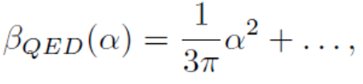 β_{QED}(α) = \frac{1}{3π} α^2 + . . . ,